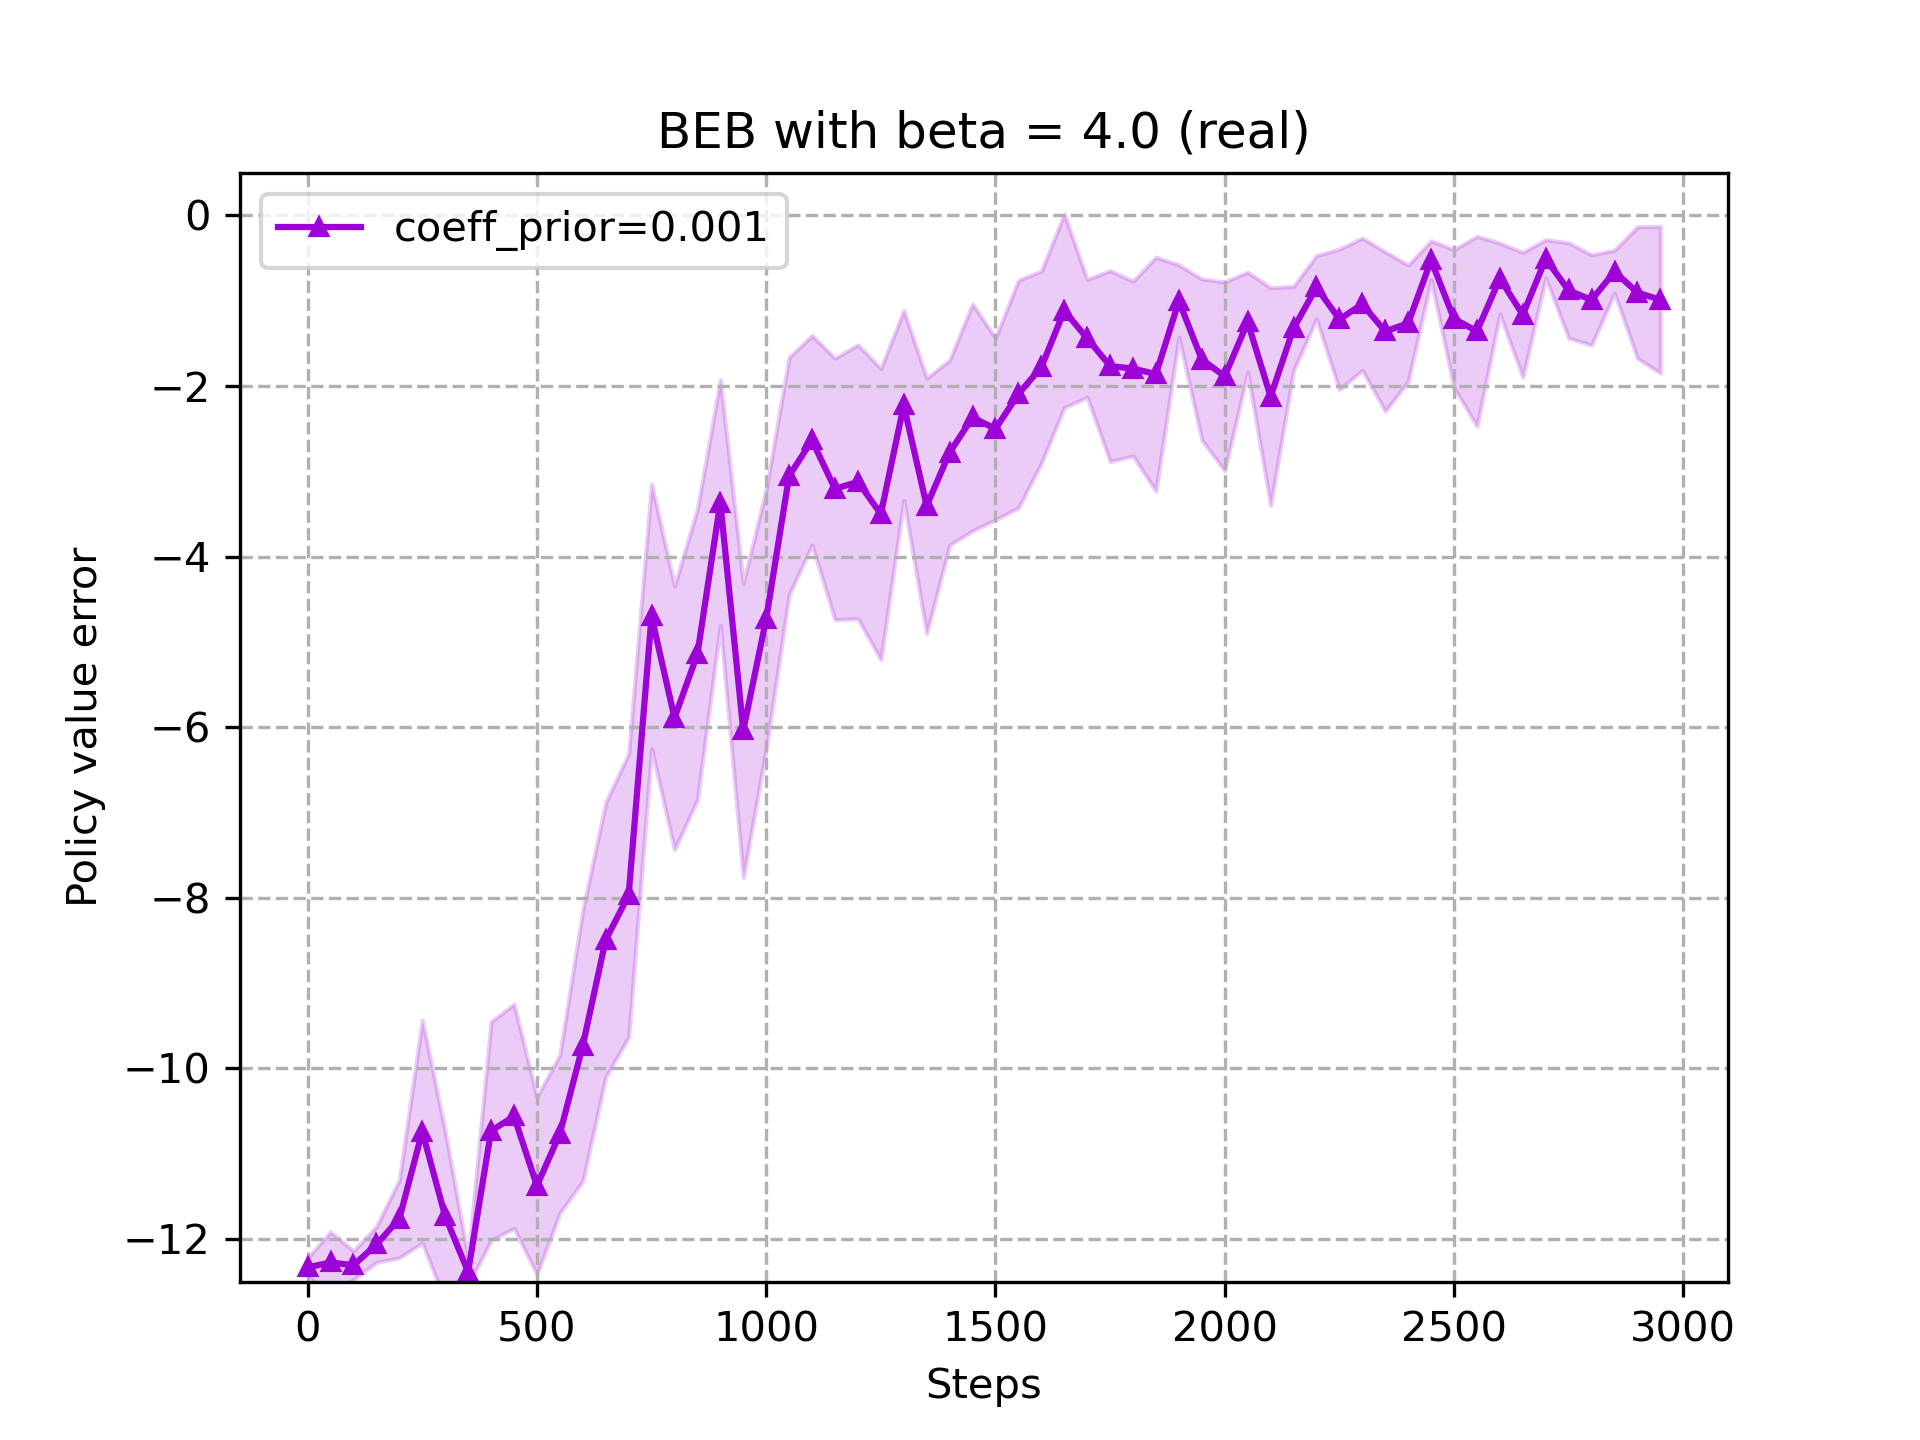 BEB with beta = 4.0 (real)
coeff_prior=0.001
0
−2
−4
−6
−8
−10
−12
Policy value error
0 500 1000 1500 2000 2500 3000
Steps